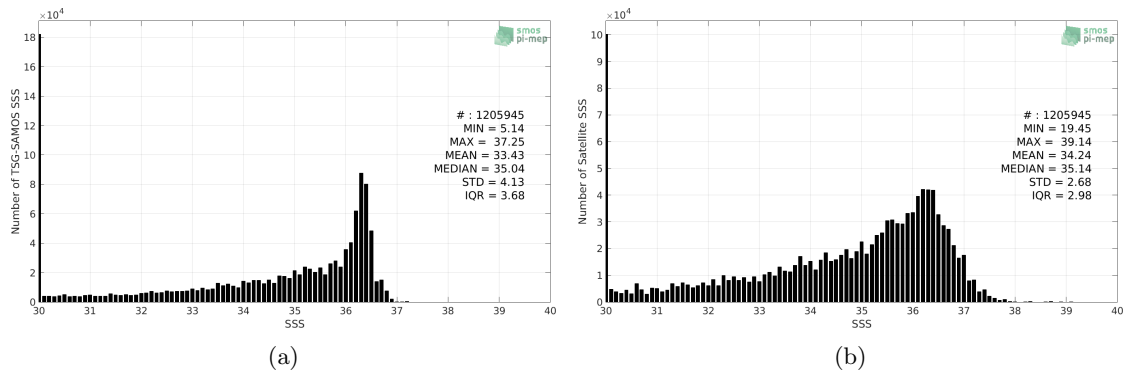 ×10⁴
18
16
14
12
10
8
6
4
2
0
Number of TSG-SAMOS SSS
smos
pi-mep
# : 1205945
MIN = 5.14
MAX = 37.25
MEAN = 33.43
MEDIAN = 35.04
STD = 4.13
IQR = 3.68
30 31 32 33 34 35 36 37 38 39 40
SSS
(a)
×10⁴
10
9
8
7
6
5
4
3
2
1
0
Number of Satellite SSS
smos
pi-mep
# : 1205945
MIN = 19.45
MAX = 39.14
MEAN = 34.24
MEDIAN = 35.14
STD = 2.68
IQR = 2.98
30 31 32 33 34 35 36 37 38 39 40
SSS
(b)